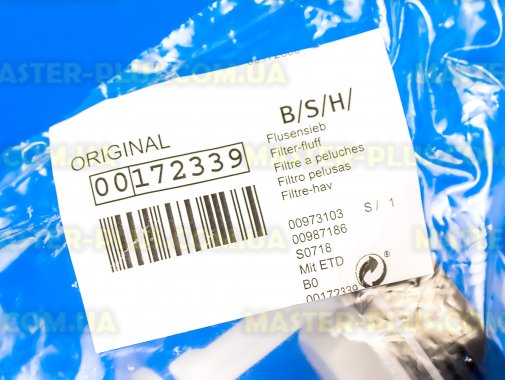 ORIGINAL
00172339
B/S/H/
Flusensieb
Filter-fluff
Filtre a peluches
Filtro pelusas
Filtre-hav
00973103 S/ 1
00987186
S0718
Mit ETD
B0
00172339
MASTER-PLUS.COM.UA